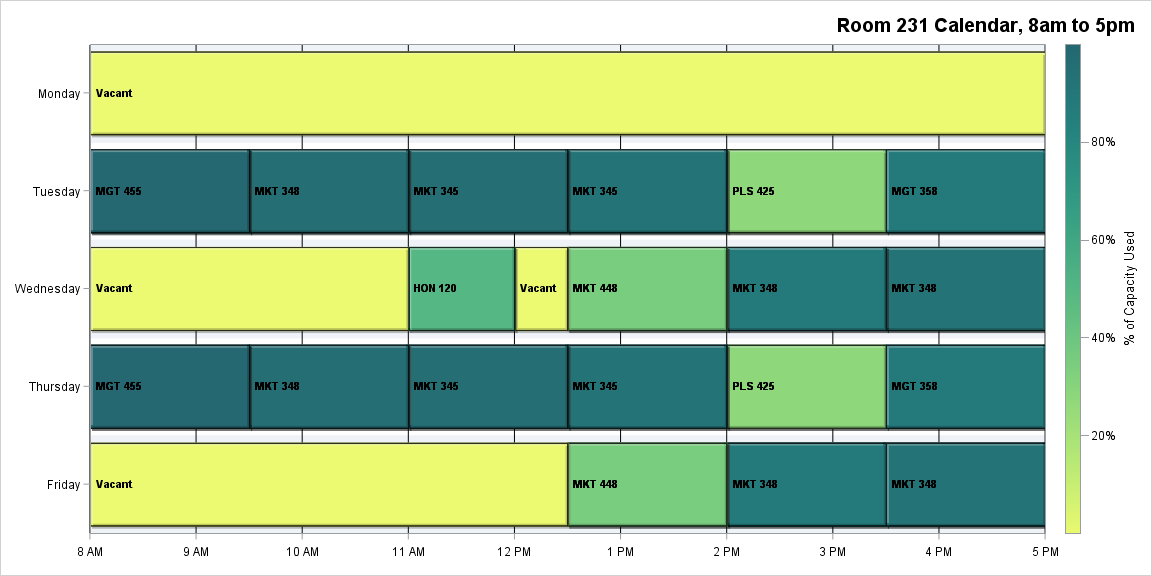 Room 231 Calendar, 8am to 5pm
Monday
Vacant
Tuesday
MGT 455
MKT 348
MKT 345
MKT 345
PLS 425
MGT 358
Wednesday
Vacant
HON 120
Vacant
MKT 448
MKT 348
MKT 348
Thursday
MGT 455
MKT 348
MKT 345
MKT 345
PLS 425
MGT 358
Friday
Vacant
MKT 448
MKT 348
MKT 348
8 AM
9 AM
10 AM
11 AM
12 PM
1 PM
2 PM
3 PM
4 PM
5 PM
80%
60%
40%
20%
% of Capacity Used